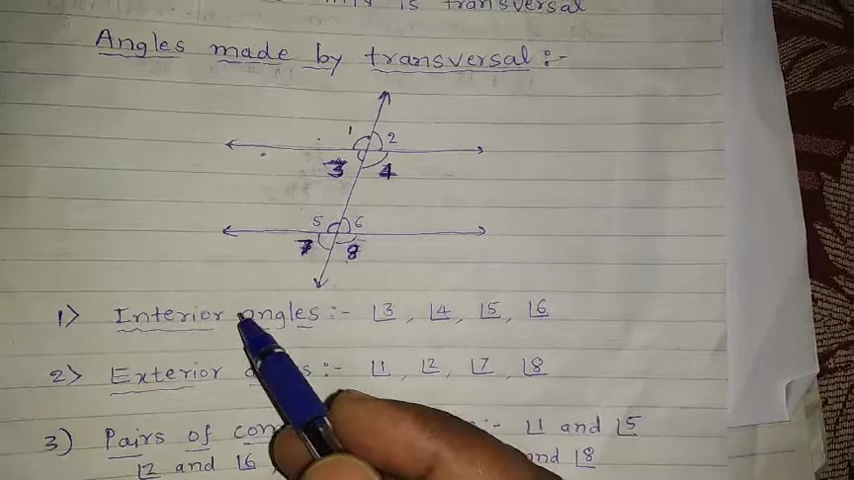 is transversal
Angles made by transversal :-
1 2
3 4
5 6
7 8
1) Interior angles :- ∠3 , ∠4 , ∠5 , ∠6
2) Exterior :- ∠1 , ∠2 , ∠7 , ∠8
3) Pairs of :- ∠1 and ∠5
∠2 and ∠6 and ∠8